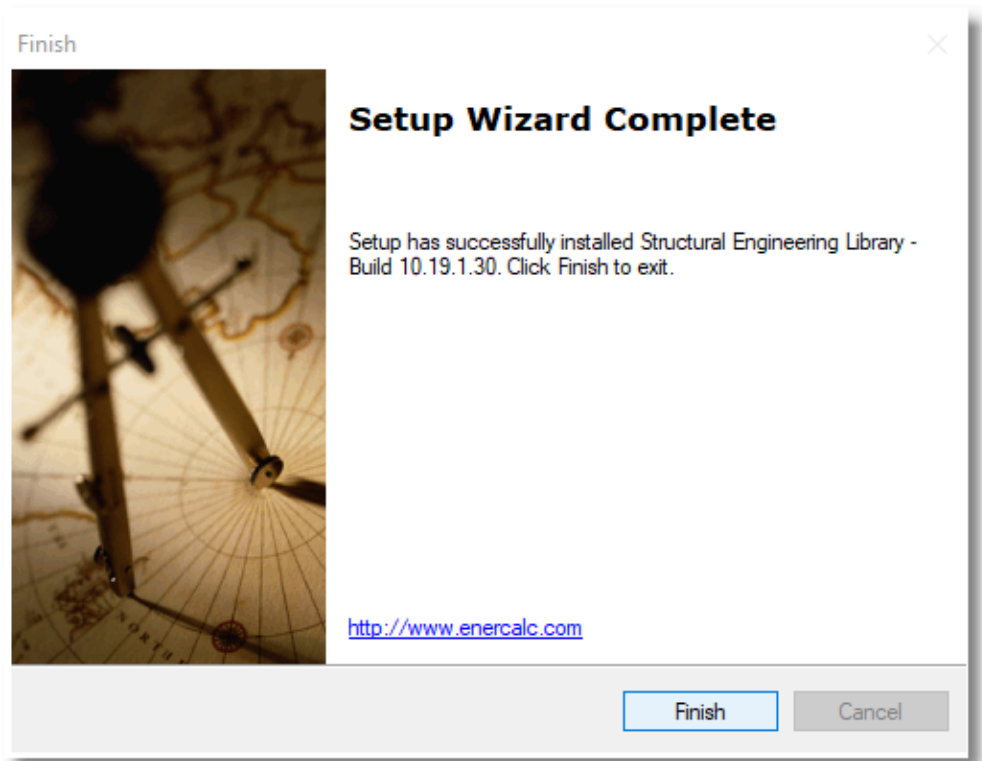 Finish
Setup Wizard Complete
Setup has successfully installed Structural Engineering Library -
Build 10.19.1.30. Click Finish to exit.
NORTH
http://www.enercalc.com
Finish
Cancel